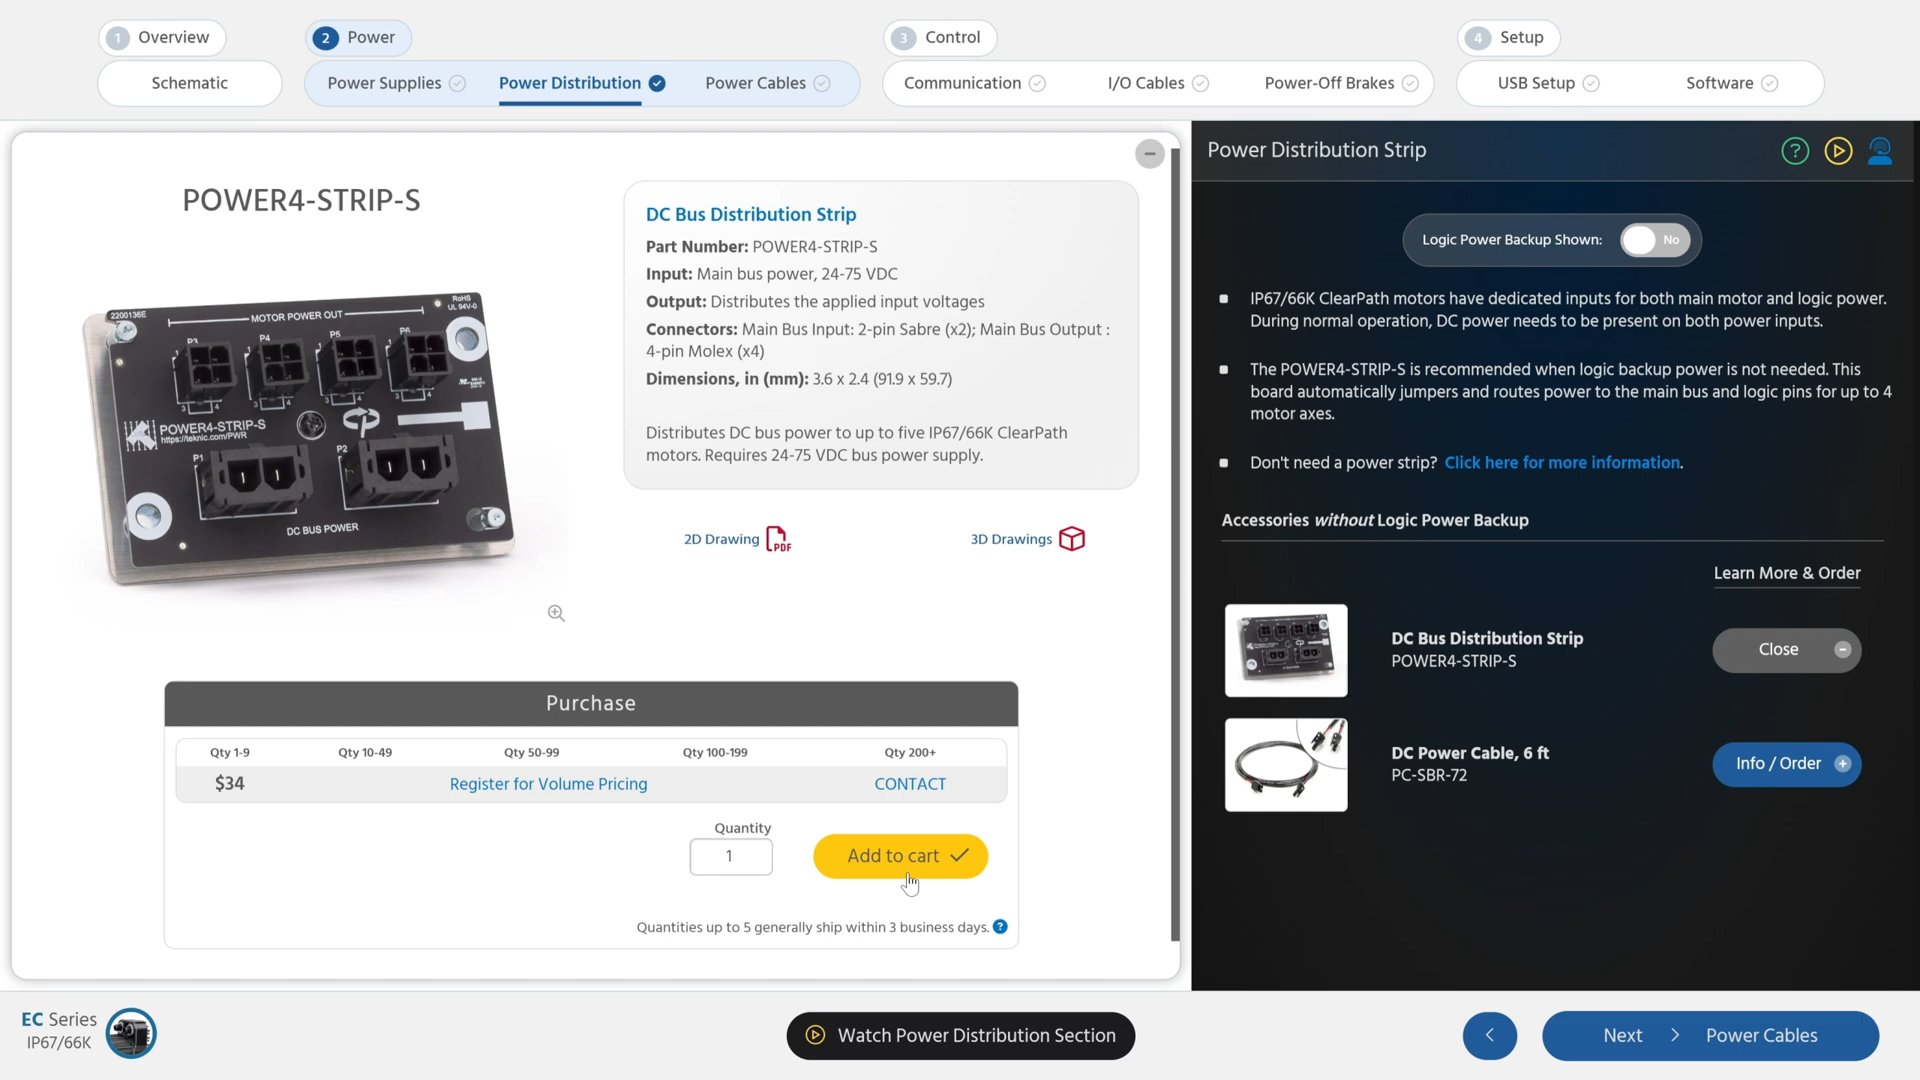 1 Overview
2 Power
3 Control
4 Setup
Schematic
Power Supplies
Power Distribution
Power Cables
Communication
I/O Cables
Power-Off Brakes
USB Setup
Software
POWER4-STRIP-S
2200136E
MOTOR POWER OUT
RoHS
UL 94V-0
P3
P4
P5
P6
POWER4-STRIP-S
https://teknic.com/PWR
P1
P2
DC BUS POWER
DC Bus Distribution Strip
Part Number: POWER4-STRIP-S
Input: Main bus power, 24-75 VDC
Output: Distributes the applied input voltages
Connectors: Main Bus Input: 2-pin Sabre (x2); Main Bus Output :
4-pin Molex (x4)
Dimensions, in (mm): 3.6 x 2.4 (91.9 x 59.7)
Distributes DC bus power to up to five IP67/66K ClearPath
motors. Requires 24-75 VDC bus power supply.
2D Drawing PDF
3D Drawings
Purchase
Qty 1-9 Qty 10-49 Qty 50-99 Qty 100-199 Qty 200+
$34 Register for Volume Pricing CONTACT
Quantity
1
Add to cart
Quantities up to 5 generally ship within 3 business days. ?
Power Distribution Strip
?
Logic Power Backup Shown: No
IP67/66K ClearPath motors have dedicated inputs for both main motor and logic power.
During normal operation, DC power needs to be present on both power inputs.
The POWER4-STRIP-S is recommended when logic backup power is not needed. This
board automatically jumpers and routes power to the main bus and logic pins for up to 4
motor axes.
Don't need a power strip? Click here for more information.
Accessories without Logic Power Backup
Learn More & Order
DC Bus Distribution Strip
POWER4-STRIP-S
Close
DC Power Cable, 6 ft
PC-SBR-72
Info / Order
EC Series
IP67/66K
Watch Power Distribution Section
Next > Power Cables